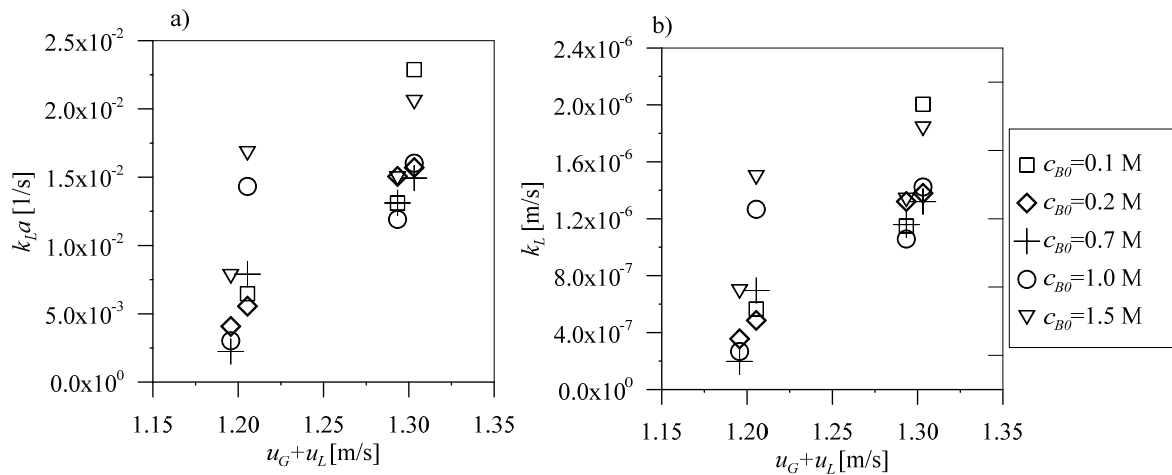 a)
2.5x10⁻²
2.0x10⁻²
1.5x10⁻²
1.0x10⁻²
5.0x10⁻³
0.0x10⁰
k_L a [1/s]
1.15 1.20 1.25 1.30 1.35
u_G+u_L [m/s]
b)
2.4x10⁻⁶
2.0x10⁻⁶
1.6x10⁻⁶
1.2x10⁻⁶
8.0x10⁻⁷
4.0x10⁻⁷
0.0x10⁰
k_L [m/s]
1.15 1.20 1.25 1.30 1.35
u_G+u_L [m/s]
c_B0=0.1 M
c_B0=0.2 M
c_B0=0.7 M
c_B0=1.0 M
c_B0=1.5 M